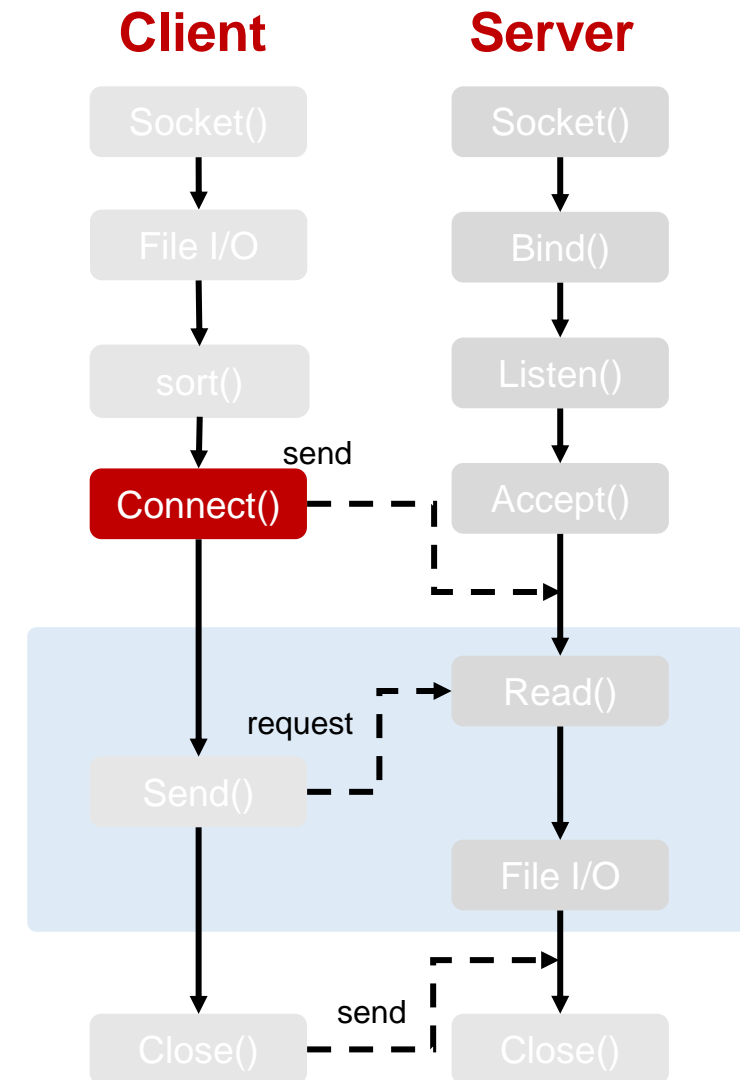 Client
Server
Socket()
Socket()
File I/O
Bind()
sort()
Listen()
send
Connect()
Accept()
Read()
request
Send()
File I/O
send
Close()
Close()